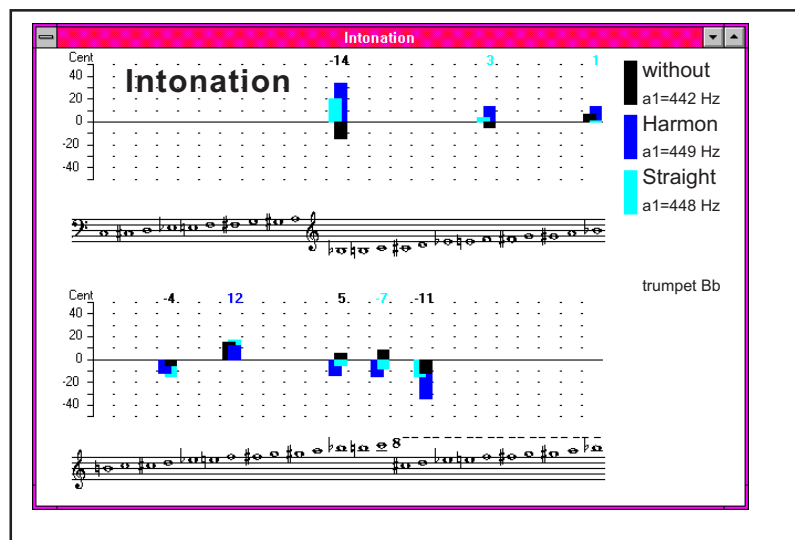 Intonation
Cent -14 3 1
Intonation
40
20
0
-20
-40
without
a1=442 Hz
Harmon
a1=449 Hz
Straight
a1=448 Hz
trumpet Bb
Cent -4 12 5 -7 -11
40
20
0
-20
-40
8